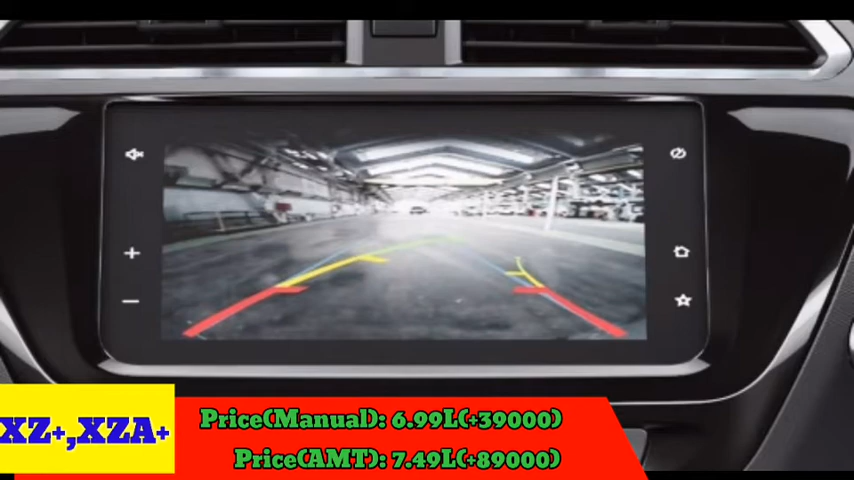 XZ+,XZA+
Price(Manual): 6.99L(+39000)
Price(AMT): 7.49L(+89000)